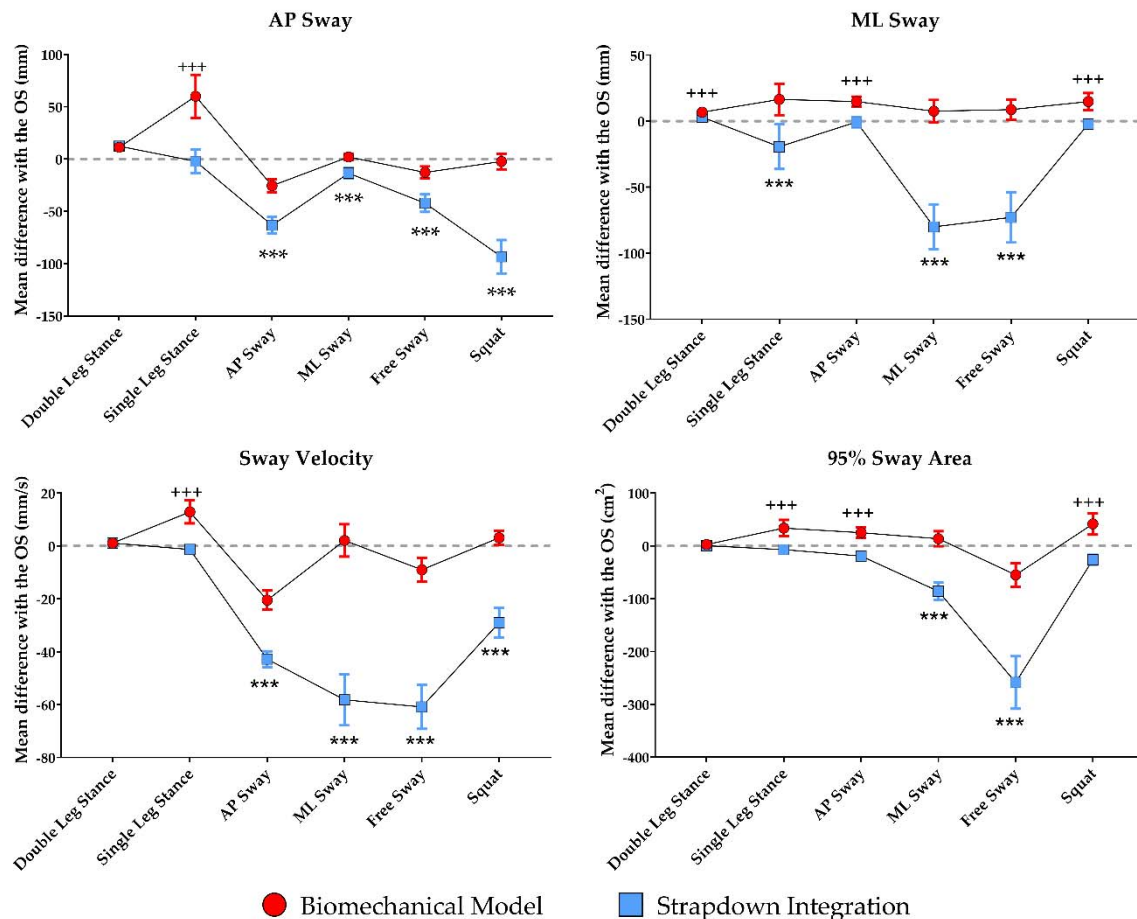 AP Sway
Mean difference with the OS (mm)
100
50
0
-50
-100
-150
+++
***
***
***
***
Double Leg Stance
Single Leg Stance
AP Sway
ML Sway
Free Sway
Squat
ML Sway
Mean difference with the OS (mm)
50
0
-50
-100
-150
+++
+++
+++
***
***
***
Double Leg Stance
Single Leg Stance
AP Sway
ML Sway
Free Sway
Squat
Sway Velocity
Mean difference with the OS (mm/s)
20
0
-20
-40
-60
-80
+++
***
***
***
***
Double Leg Stance
Single Leg Stance
AP Sway
ML Sway
Free Sway
Squat
95% Sway Area
Mean difference with the OS (cm²)
100
0
-100
-200
-300
-400
+++
+++
+++
***
***
Double Leg Stance
Single Leg Stance
AP Sway
ML Sway
Free Sway
Squat
Biomechanical Model
Strapdown Integration